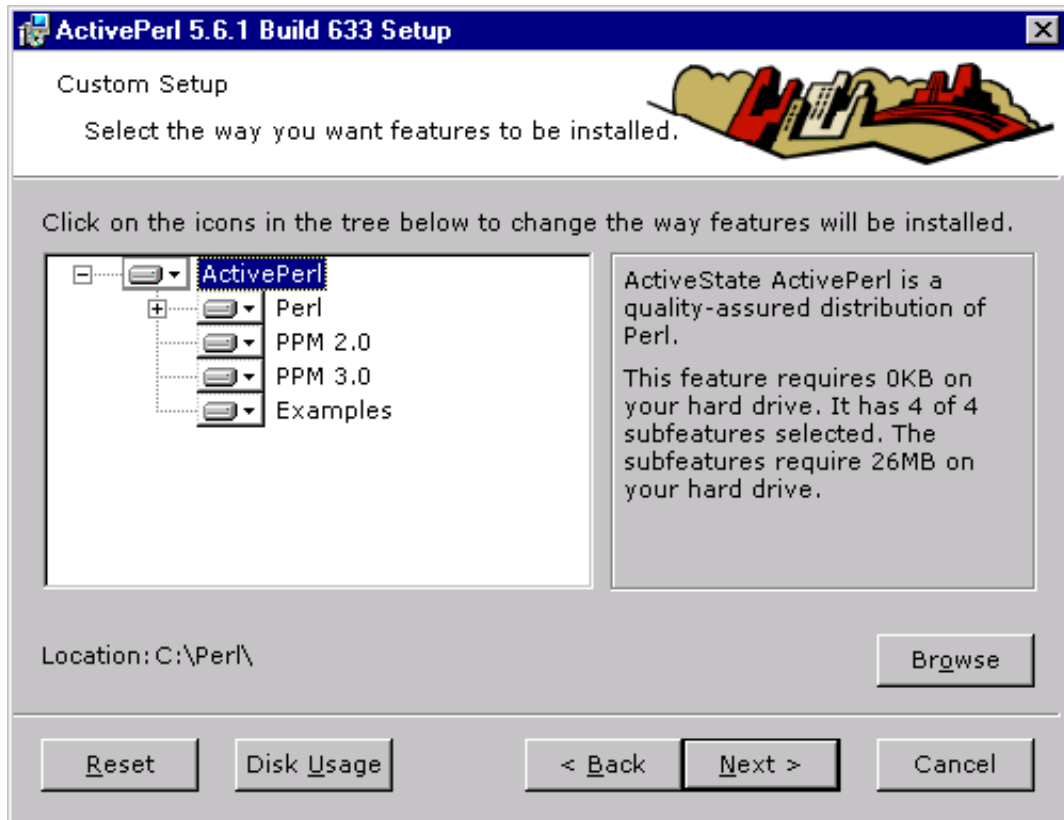 ActivePerl 5.6.1 Build 633 Setup
Custom Setup
Select the way you want features to be installed.
Click on the icons in the tree below to change the way features will be installed.
ActivePerl
Perl
PPM 2.0
PPM 3.0
Examples
ActiveState ActivePerl is a
quality-assured distribution of
Perl.
This feature requires 0KB on
your hard drive. It has 4 of 4
subfeatures selected. The
subfeatures require 26MB on
your hard drive.
Location: C:\Perl\
Browse
Reset
Disk Usage
< Back
Next >
Cancel